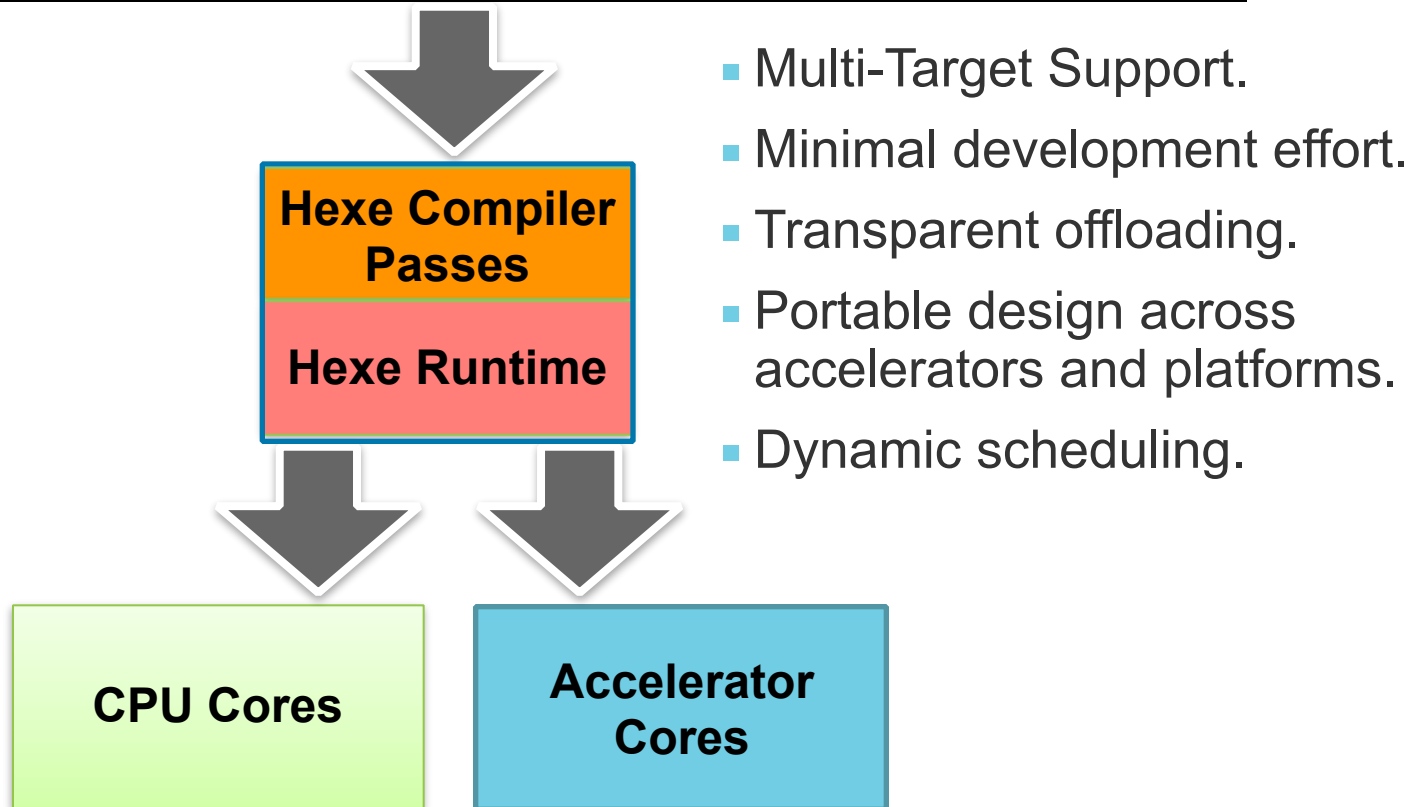 Hexe Compiler
Passes
Hexe Runtime
CPU Cores
Accelerator
Cores
Multi-Target Support.
Minimal development effort.
Transparent offloading.
Portable design across
accelerators and platforms.
Dynamic scheduling.